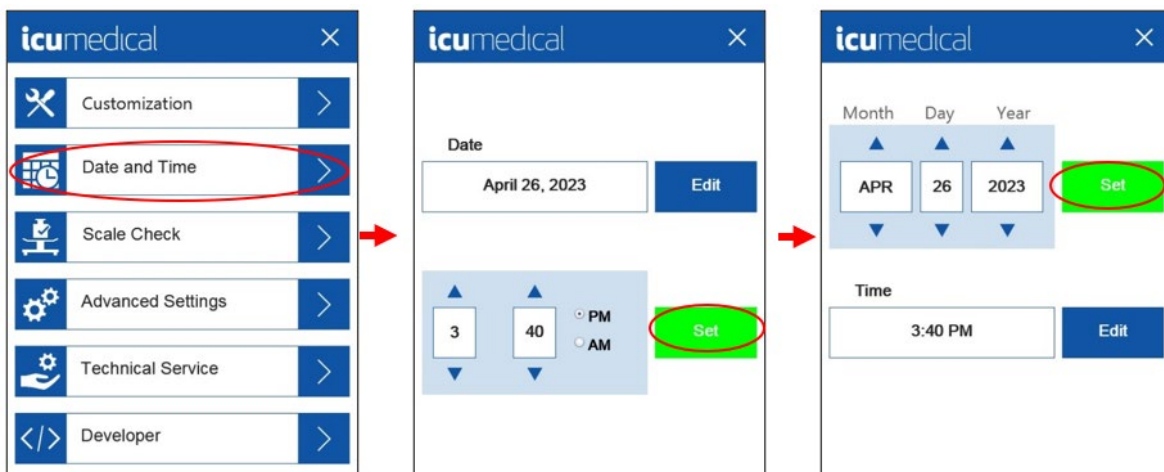 icumedical
Customization
Date and Time
Scale Check
Advanced Settings
Technical Service
</> Developer
icumedical
Date
April 26, 2023
Edit
3
40
PM
AM
Set
icumedical
Month Day Year
APR 26 2023
Set
Time
3:40 PM
Edit